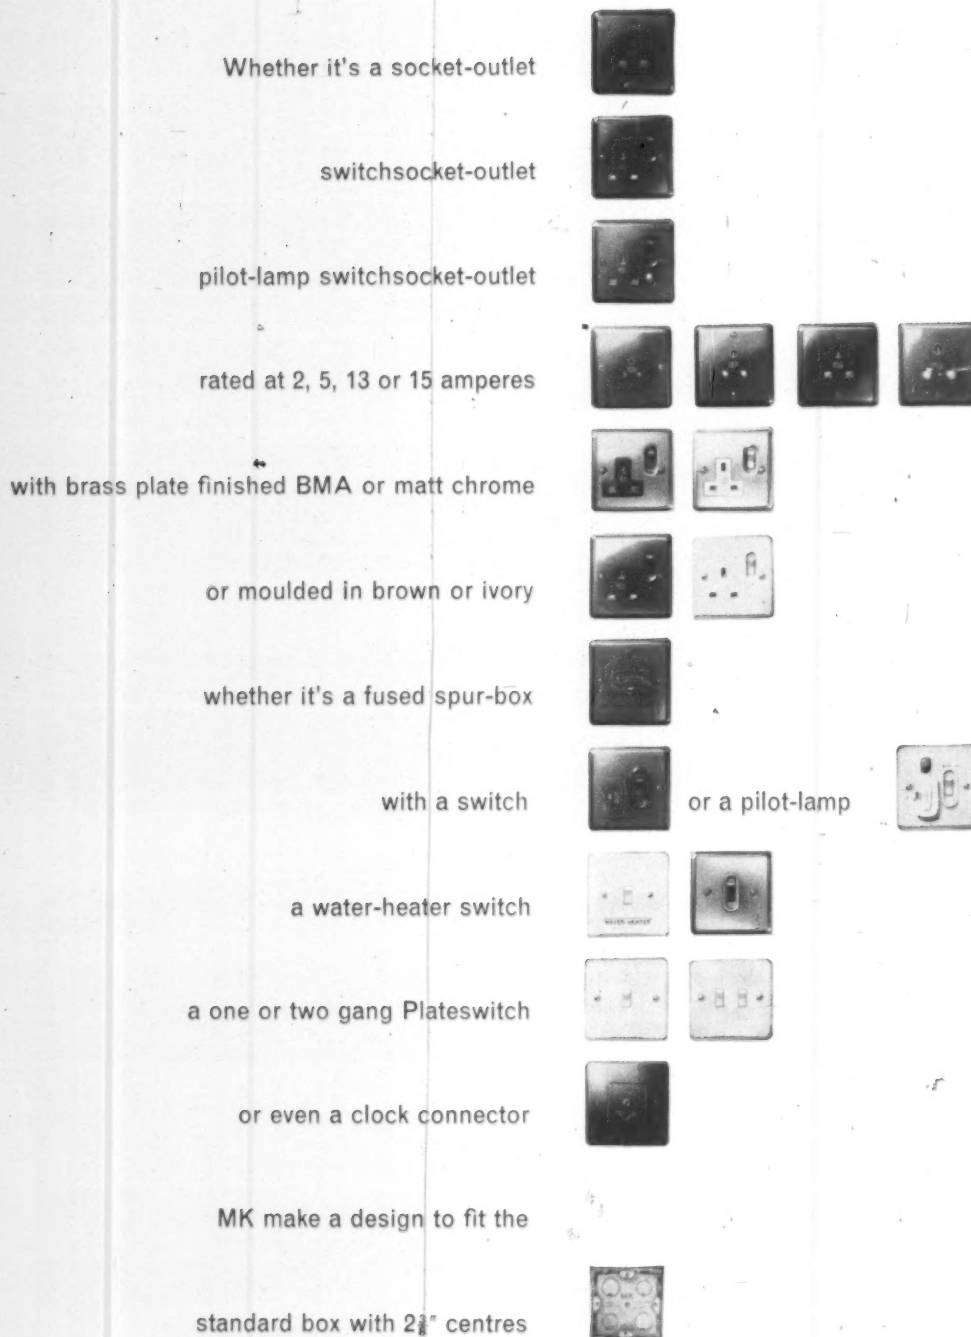 Whether it's a socket-outlet
switchsocket-outlet
pilot-lamp switchsocket-outlet
rated at 2, 5, 13 or 15 amperes
with brass plate finished BMA or matt chrome
or moulded in brown or ivory
whether it's a fused spur-box
with a switch or a pilot-lamp
a water-heater switch
WATER HEATER
a one or two gang Plateswitch
or even a clock connector
MK make a design to fit the
MK
standard box with 2⅜" centres